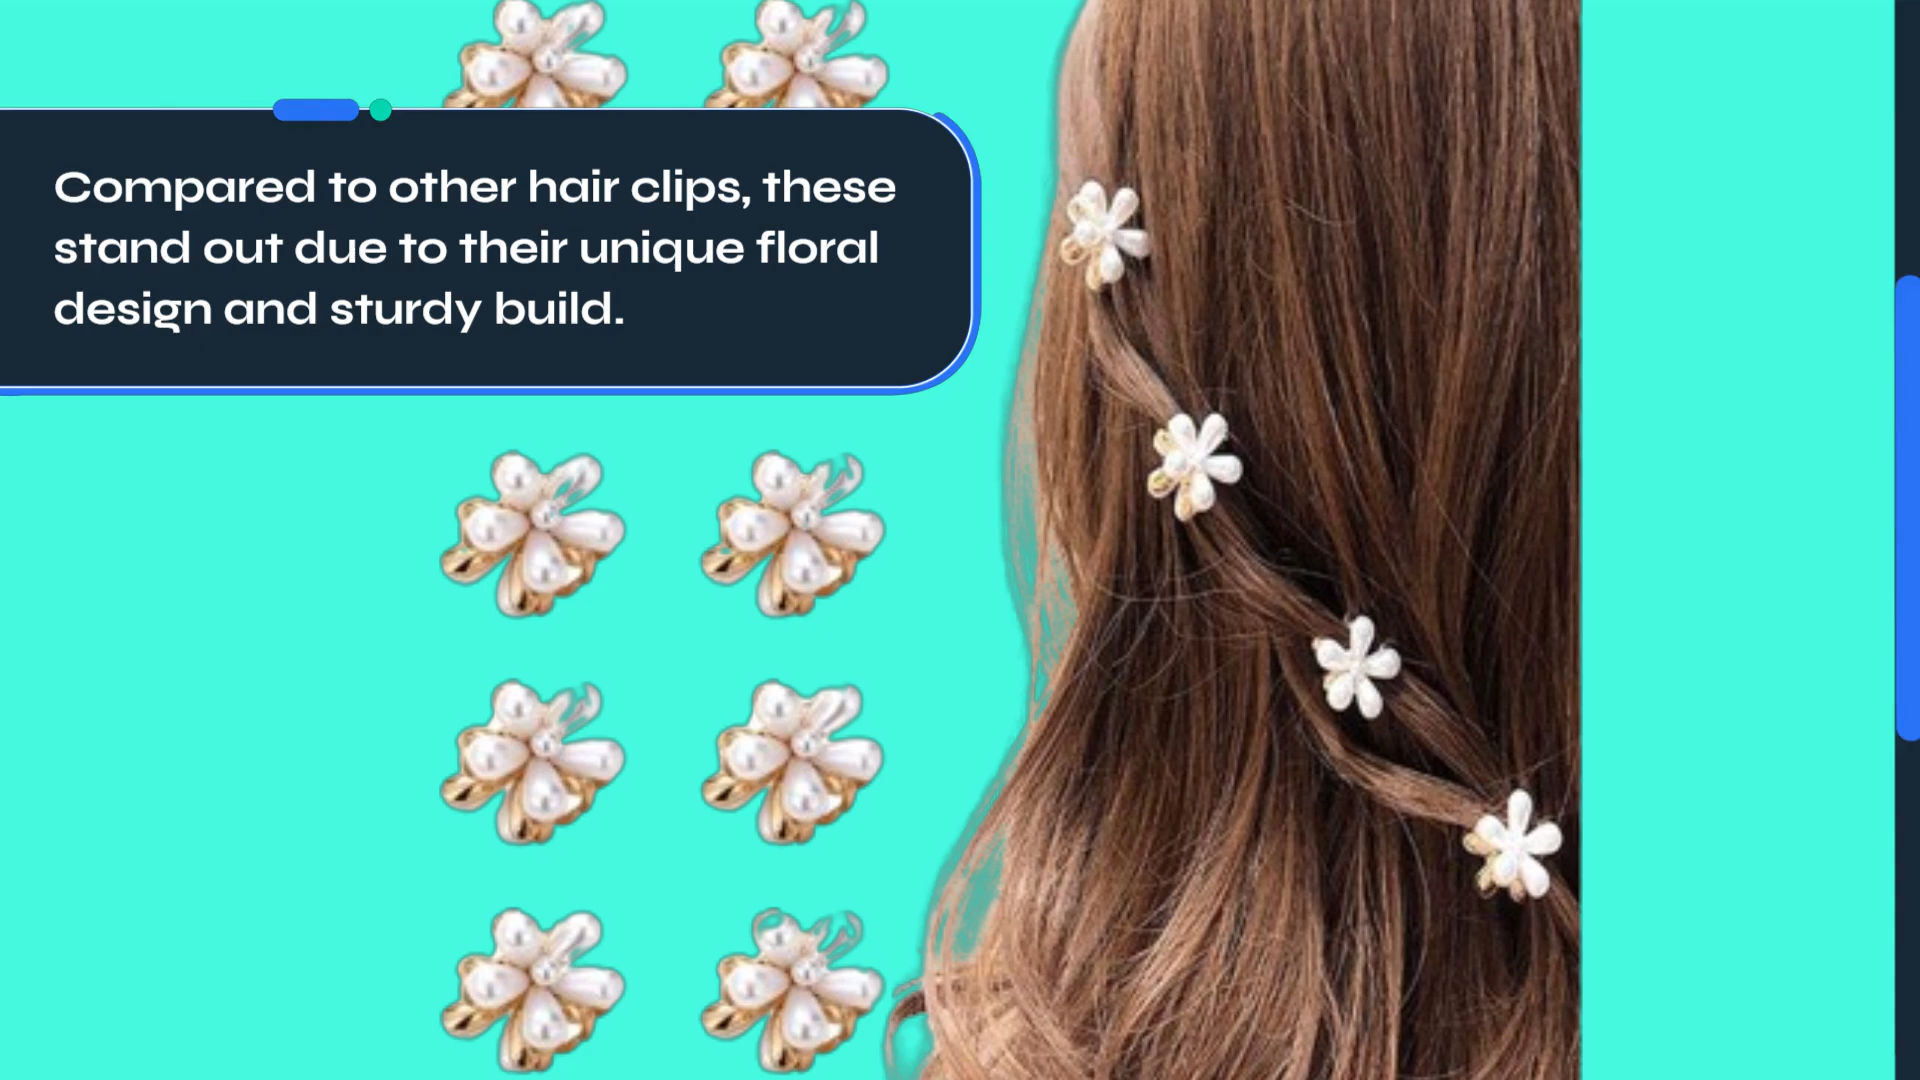 Compared to other hair clips, these
stand out due to their unique floral
design and sturdy build.